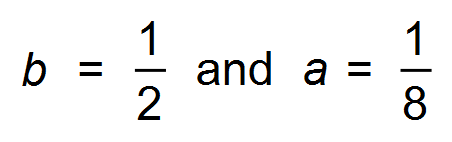 b = 1/2 and a = 1/8